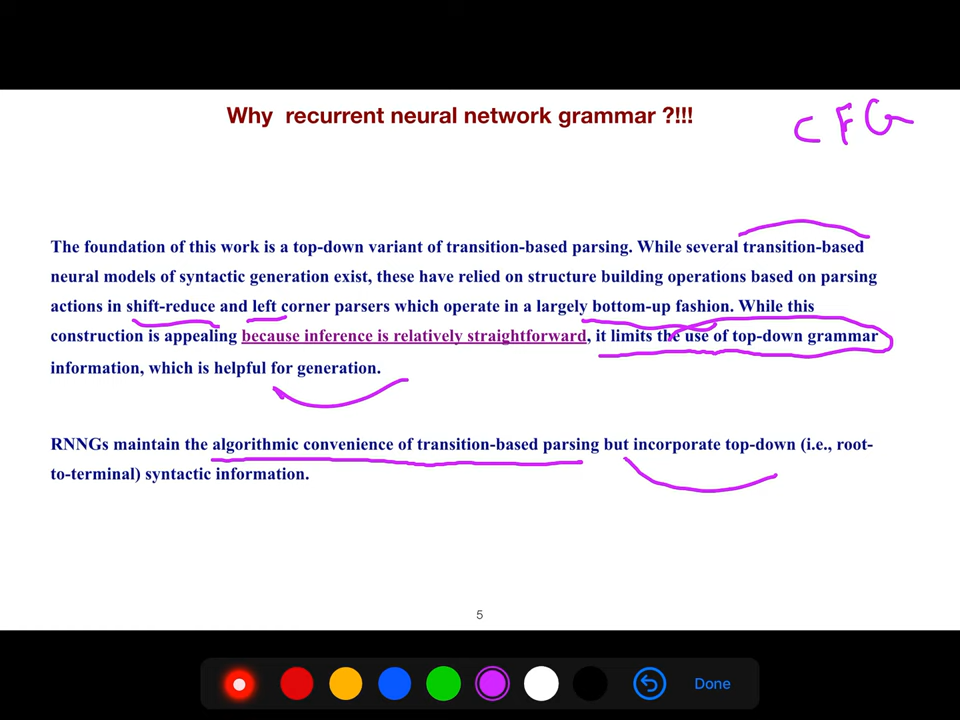 Why recurrent neural network grammar ?!!!
CFG
The foundation of this work is a top-down variant of transition-based parsing. While several transition-based
neural models of syntactic generation exist, these have relied on structure building operations based on parsing
actions in shift-reduce and left corner parsers which operate in a largely bottom-up fashion. While this
construction is appealing because inference is relatively straightforward, it limits the use of top-down grammar
information, which is helpful for generation.
RNNGs maintain the algorithmic convenience of transition-based parsing but incorporate top-down (i.e., root-
to-terminal) syntactic information.
5
Done